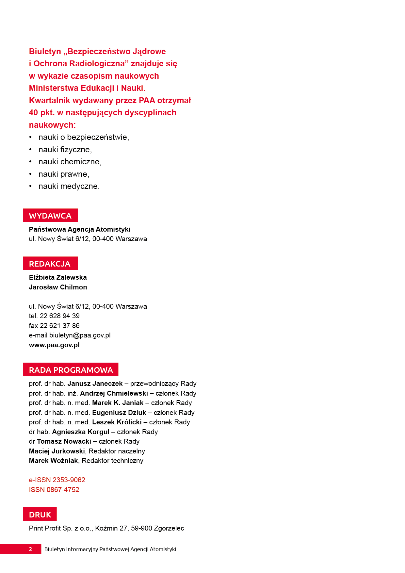 Biuletyn „Bezpieczeństwo Jądrowe
i Ochrona Radiologiczna” znajduje się
w wykazie czasopism naukowych
Ministerstwa Edukacji i Nauki.
Kwartalnik wydawany przez PAA otrzymał
40 pkt. w następujących dyscyplinach
naukowych:
• nauki o bezpieczeństwie,
• nauki fizyczne,
• nauki chemiczne,
• nauki prawne,
• nauki medyczne.
WYDAWCA
Państwowa Agencja Atomistyki
ul. Nowy Świat 6/12, 00-400 Warszawa
REDAKCJA
Elżbieta Zalewska
Jarosław Chilmon
ul. Nowy Świat 6/12, 00-400 Warszawa
tel. 22 628 94 39
fax 22 621 37 86
e-mail biuletyn@paa.gov.pl
www.paa.gov.pl
RADA PROGRAMOWA
prof. dr hab. Janusz Janeczek – przewodniczący Rady
prof. dr hab. inż. Andrzej Chmielewski – członek Rady
prof. dr hab. n. med. Marek K. Janiak – członek Rady
prof. dr hab. n. med. Eugeniusz Dziuk – członek Rady
prof. dr hab. n. med. Leszek Królicki – członek Rady
dr hab. Agnieszka Korgul – członek Rady
dr Tomasz Nowacki – członek Rady
Maciej Jurkowski, Redaktor naczelny
Marek Woźniak, Redaktor techniczny
e-ISSN 2353-9062
ISSN 0867-4752
DRUK
Print Profit Sp. z o.o., Koźmin 27, 59-900 Zgorzelec
2 Biuletyn Informacyjny Państwowej Agencji Atomistyki